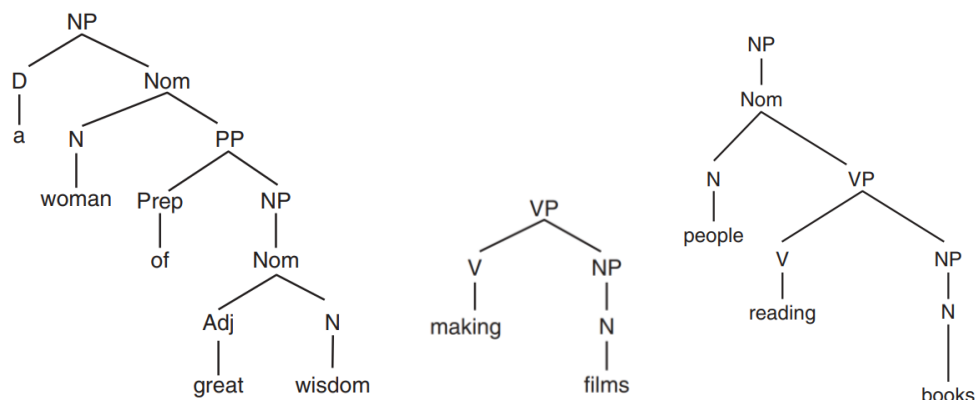 NP
D Nom
a N PP
woman Prep NP
of Nom
Adj N
great wisdom
VP
V NP
making N
films
NP
Nom
N VP
people V NP
reading N
books